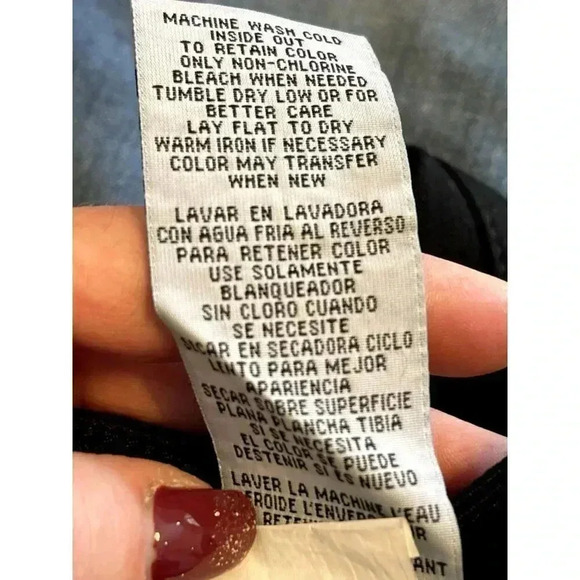 MACHINE WASH COLD
INSIDE OUT
TO RETAIN COLOR
ONLY NON-CHLORINE
BLEACH WHEN NEEDED
TUMBLE DRY LOW OR FOR
BETTER CARE
LAY FLAT TO DRY
WARM IRON IF NECESSARY
COLOR MAY TRANSFER
WHEN NEW
LAVAR EN LAVADORA
CON AGUA FRIA AL REVERSO
PARA RETENER COLOR
USE SOLAMENTE
BLANQUEADOR
SIN CLORO CUANDO
SE NECESITE
SECAR EN SECADORA CICLO
LENTO PARA MEJOR
APARIENCIA
SECAR SOBRE SUPERFICIE
PLANA PLANCHA TIBIA
SI SE NECESITA
EL COLOR SE PUEDE
DESTENIR SI ES NUEVO
LAVER LA MACHINE L'EAU